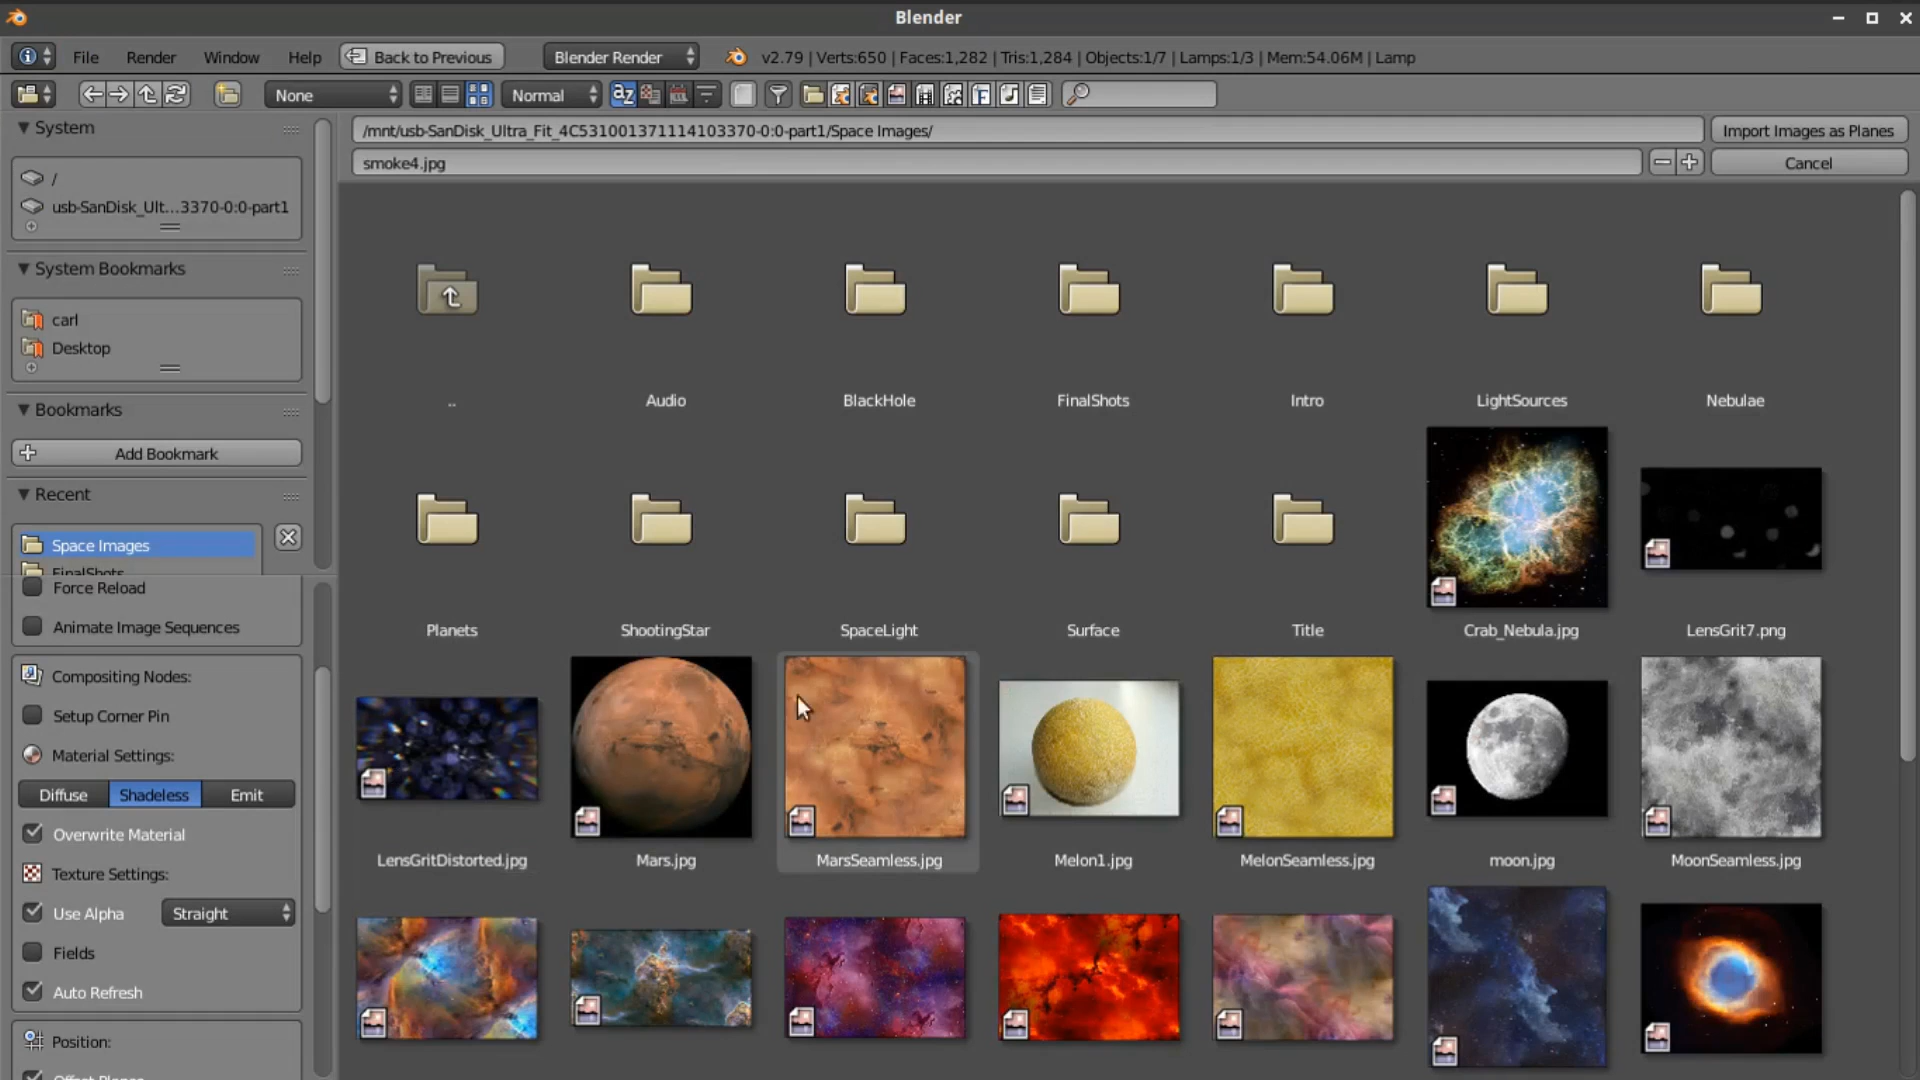 Blender
File Render Window Help Back to Previous Blender Render v2.79 | Verts:650 | Faces:1,282 | Tris:1,284 | Objects:1/7 | Lamps:1/3 | Mem:54.06M | Lamp
None Normal
System
/mnt/usb-SanDisk_Ultra_Fit_4C531001371114103370-0:0-part1/Space Images/ Import Images as Planes
smoke4.jpg Cancel
/
usb-SanDisk_Ult...3370-0:0-part1
System Bookmarks
carl
Desktop
Bookmarks
Add Bookmark
Recent
Space Images
FinalShots
Force Reload
Animate Image Sequences
Compositing Nodes:
Setup Corner Pin
Material Settings:
Diffuse Shadeless Emit
Overwrite Material
Texture Settings:
Use Alpha Straight
Fields
Auto Refresh
Position:
.. Audio BlackHole FinalShots Intro LightSources Nebulae
Planets ShootingStar SpaceLight Surface Title Crab_Nebula.jpg LensGrit7.png
LensGritDistorted.jpg Mars.jpg MarsSeamless.jpg Melon1.jpg MelonSeamless.jpg moon.jpg MoonSeamless.jpg